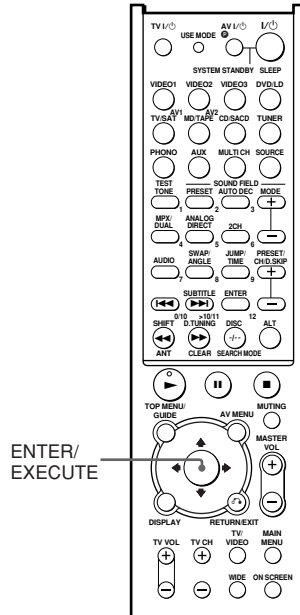 TV I/⏻ AV I/⏻ I/⏻
USE MODE
SYSTEM STANDBY SLEEP
VIDEO1 VIDEO2 VIDEO3 DVD/LD
AV1 AV2
TV/SAT MD/TAPE CD/SACD TUNER
PHONO AUX MULTI CH SOURCE
TEST TONE SOUND FIELD
PRESET AUTO DEC MODE
1 2 3 +
MPX/DUAL ANALOG DIRECT 2CH
4 5 6 −
AUDIO SWAP/ANGLE JUMP/TIME PRESET/CH/D.SKIP
7 8 9 +
SUBTITLE ENTER
0/10 >10/11 12 −
SHIFT D.TUNING DISC ALT
-/--
ANT CLEAR SEARCH MODE
TOP MENU/GUIDE AV MENU MUTING
MASTER VOL
+
ENTER/
EXECUTE
−
DISPLAY RETURN/EXIT
TV VOL TV CH TV/VIDEO MAIN MENU
+ +
WIDE ON SCREEN
− −